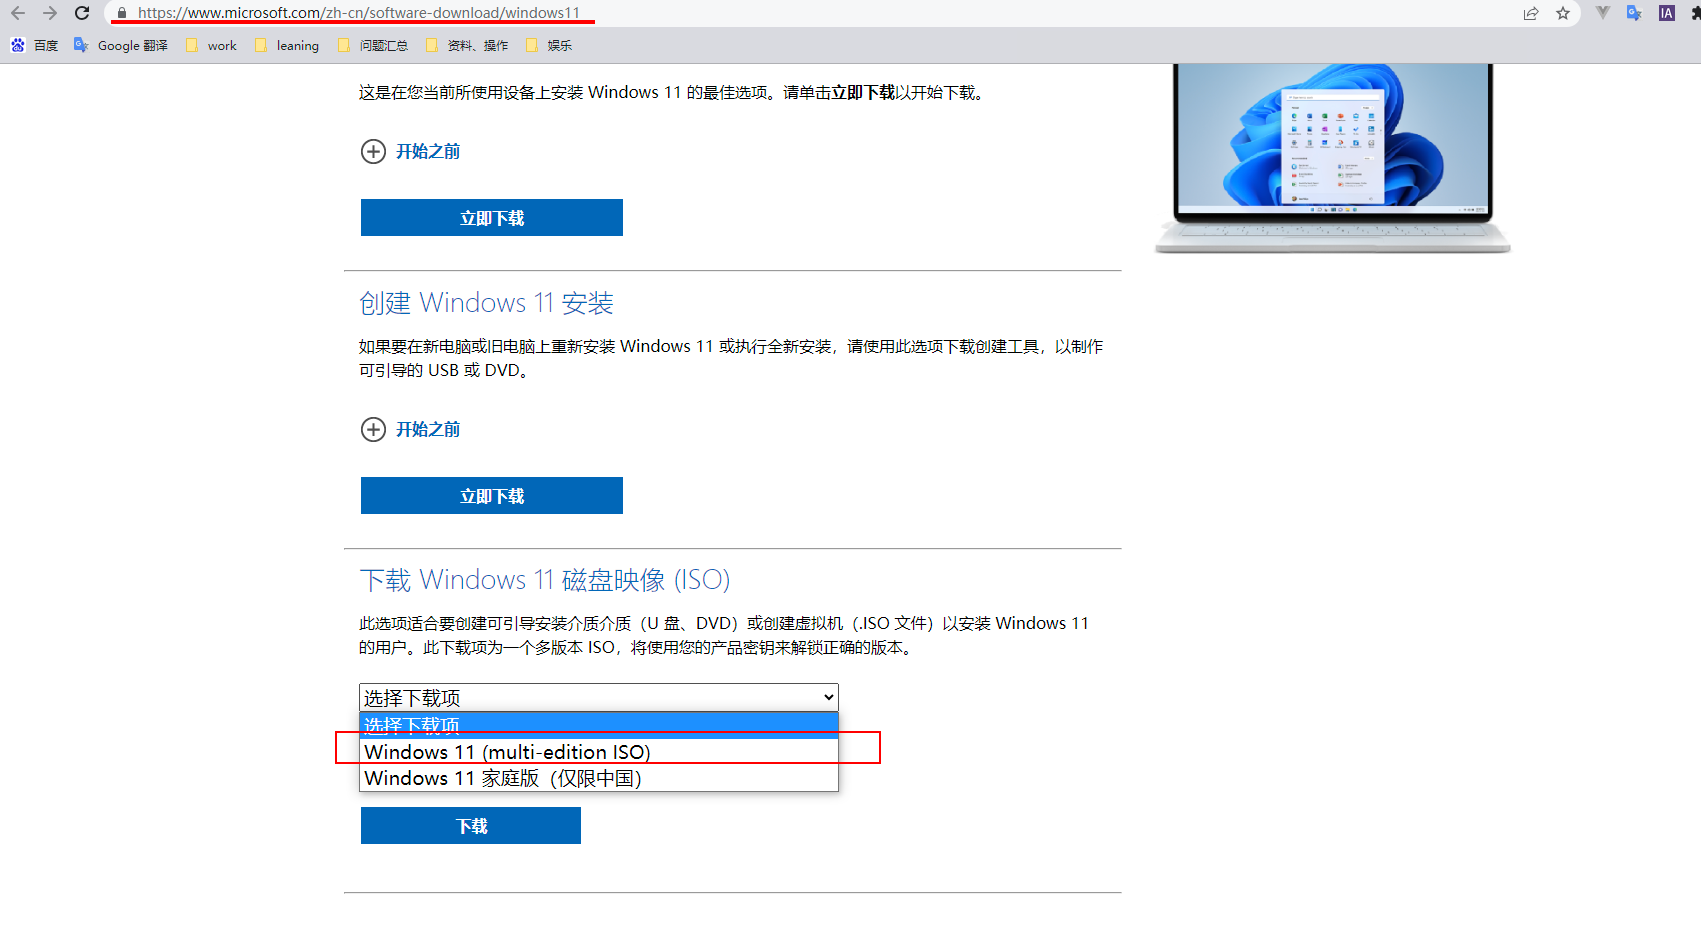 https://www.microsoft.com/zh-cn/software-download/windows11
IA
百度 Google 翻译 work leaning 问题汇总 资料、操作 娱乐
这是在您当前所使用设备上安装 Windows 11 的最佳选项。请单击立即下载以开始下载。
开始之前
立即下载
创建 Windows 11 安装
如果要在新电脑或旧电脑上重新安装 Windows 11 或执行全新安装，请使用此选项下载创建工具，以制作
可引导的 USB 或 DVD。
开始之前
立即下载
下载 Windows 11 磁盘映像 (ISO)
此选项适合要创建可引导安装介质介质（U 盘、DVD）或创建虚拟机（.ISO 文件）以安装 Windows 11
的用户。此下载项为一个多版本 ISO，将使用您的产品密钥来解锁正确的版本。
选择下载项
选择下载项
Windows 11 (multi-edition ISO)
Windows 11 家庭版（仅限中国）
下载